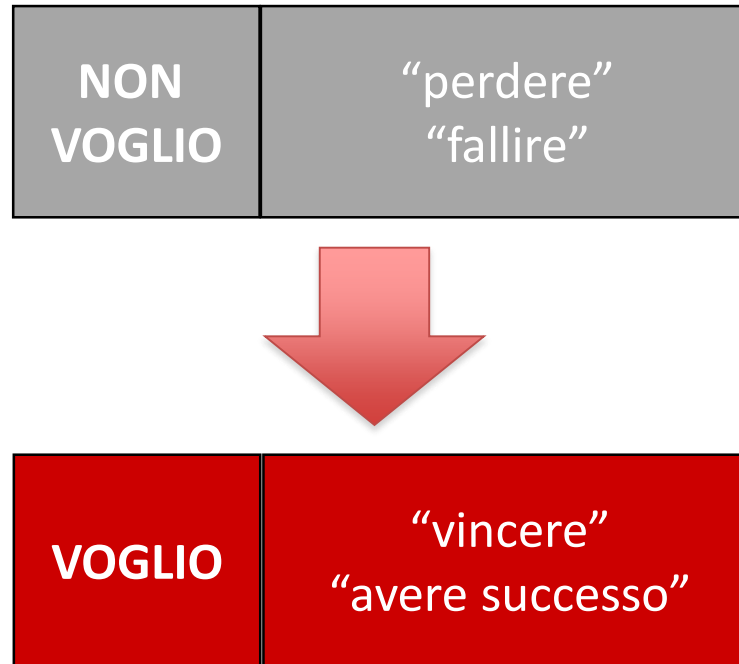 NON
VOGLIO
“perdere”
“fallire”
VOGLIO
“vincere”
“avere successo”